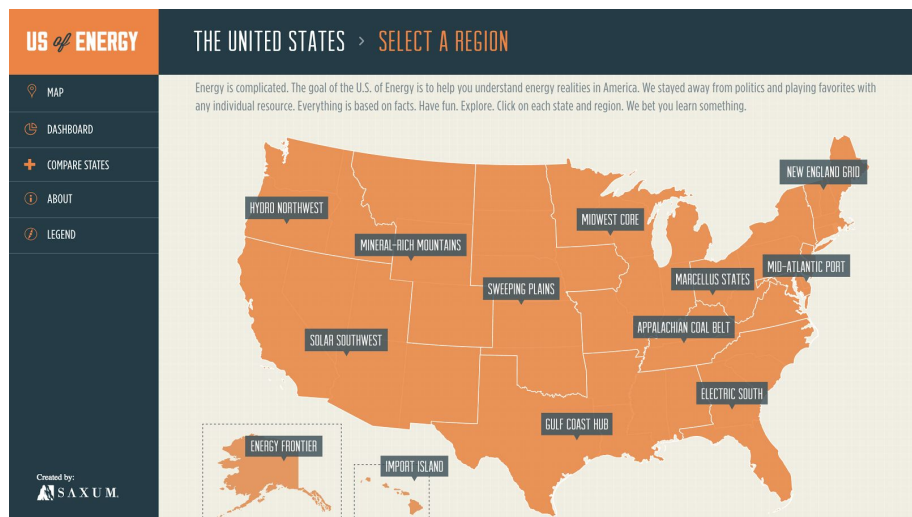 US of ENERGY
THE UNITED STATES > SELECT A REGION
MAP
DASHBOARD
COMPARE STATES
ABOUT
LEGEND
Energy is complicated. The goal of the U.S. of Energy is to help you understand energy realities in America. We stayed away from politics and playing favorites with
any individual resource. Everything is based on facts. Have fun. Explore. Click on each state and region. We bet you learn something.
NEW ENGLAND GRID
HYDRO NORTHWEST
MIDWEST CORE
MINERAL-RICH MOUNTAINS
MID-ATLANTIC PORT
MARCELLUS STATES
SWEEPING PLAINS
APPALACHIAN COAL BELT
SOLAR SOUTHWEST
ELECTRIC SOUTH
GULF COAST HUB
ENERGY FRONTIER
IMPORT ISLAND
Created by:
SAXUM.